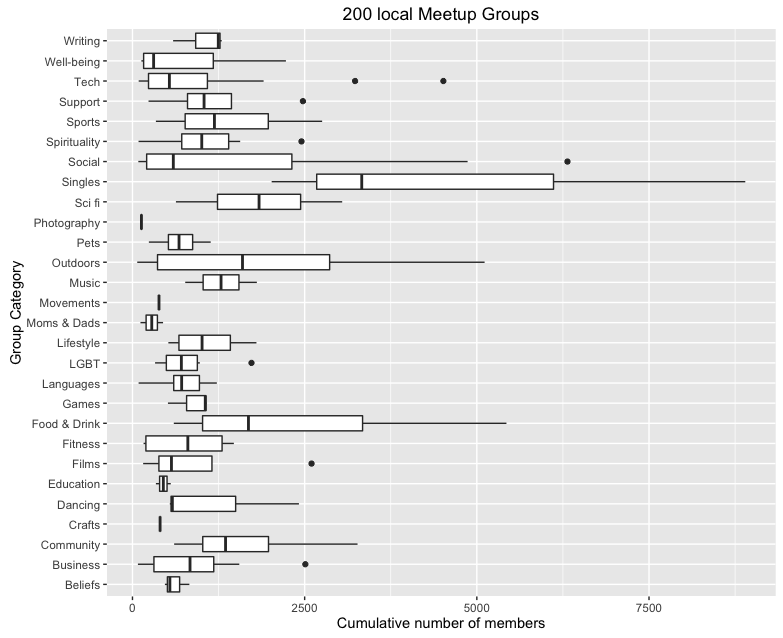 200 local Meetup Groups
Group Category
Writing
Well-being
Tech
Support
Sports
Spirituality
Social
Singles
Sci fi
Photography
Pets
Outdoors
Music
Movements
Moms & Dads
Lifestyle
LGBT
Languages
Games
Food & Drink
Fitness
Films
Education
Dancing
Crafts
Community
Business
Beliefs
0 2500 5000 7500
Cumulative number of members